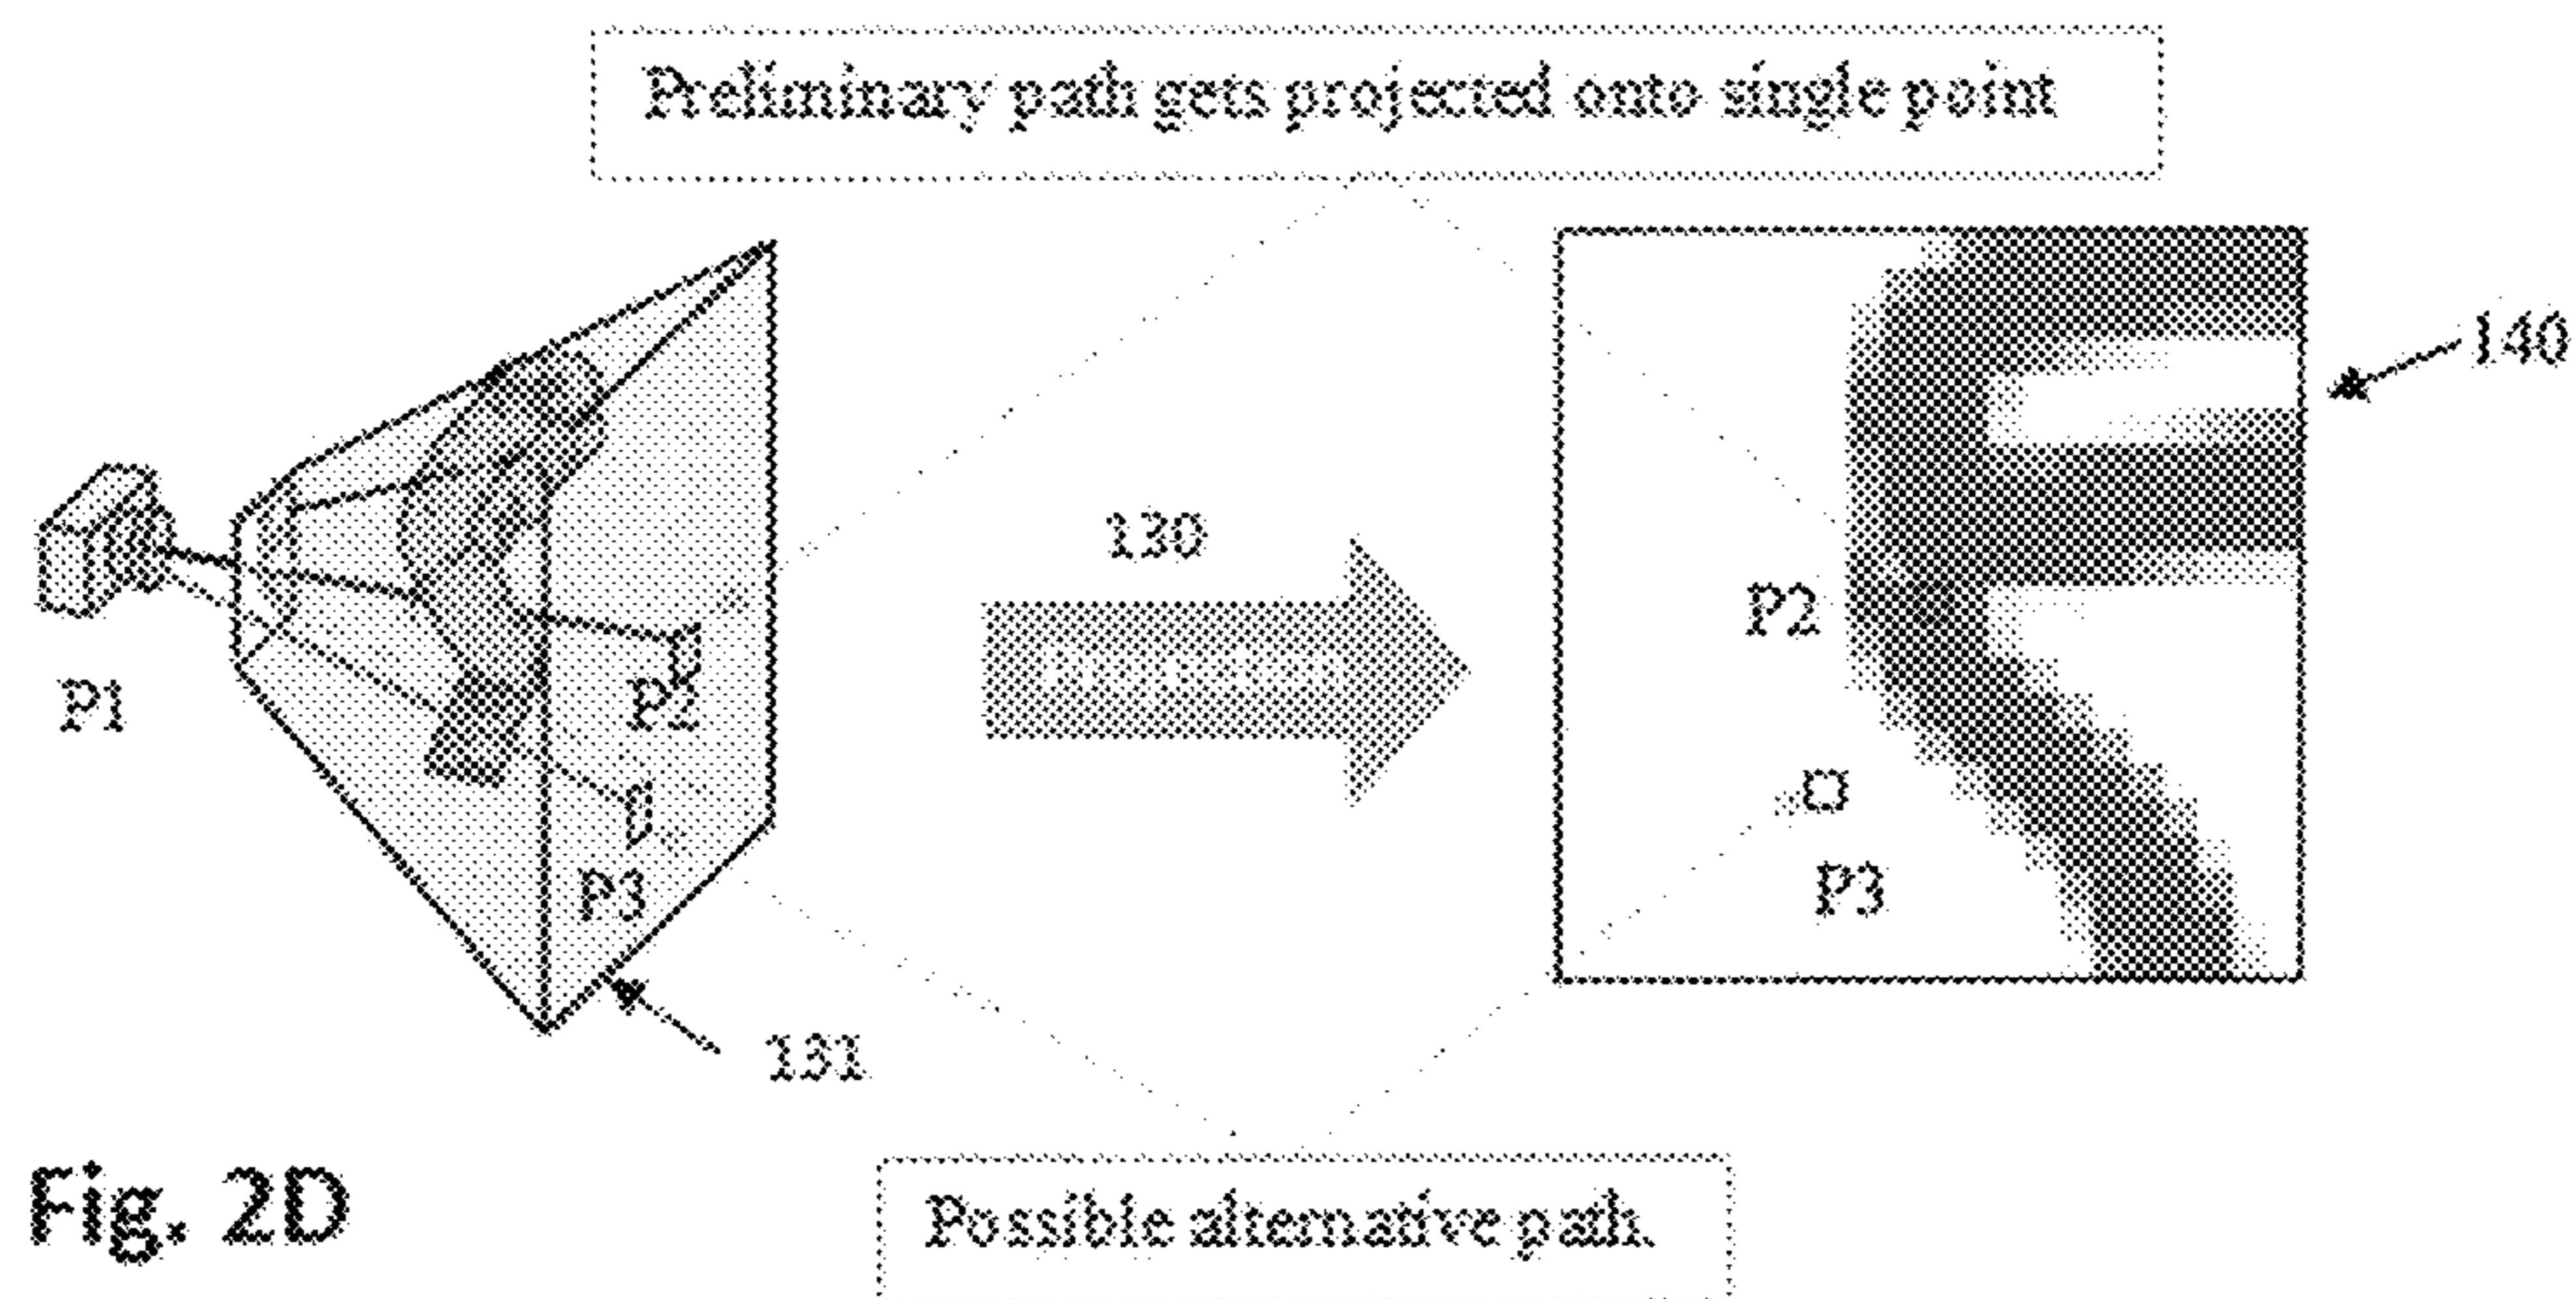 Preliminary path gets projected onto single point
140
130
P2
P1
P2
P3
P3
131
Fig. 2D
Possible alternative path.